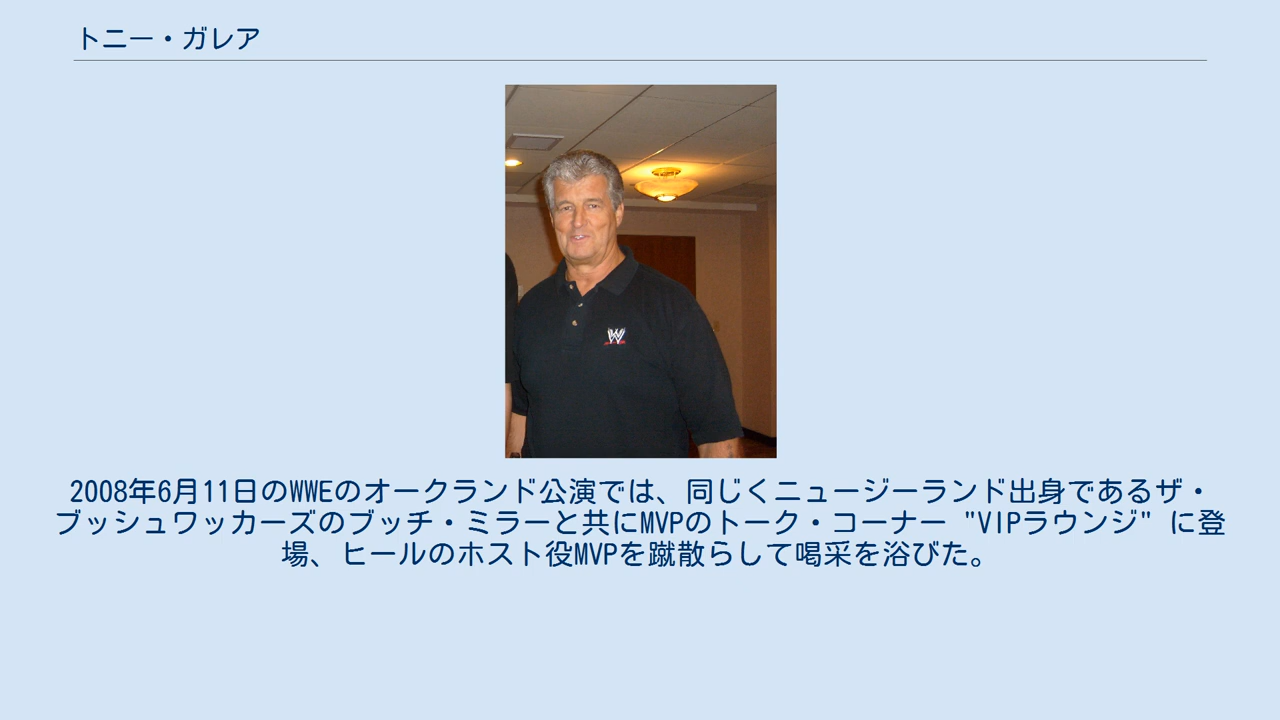 トニー・ガレア
W
2008年6月11日のWWEのオークランド公演では、同じくニュージーランド出身であるザ・
ブッシュワッカーズのブッチ・ミラーと共にMVPのトーク・コーナー "VIPラウンジ" に登
場、ヒールのホスト役MVPを蹴散らして喝采を浴びた。